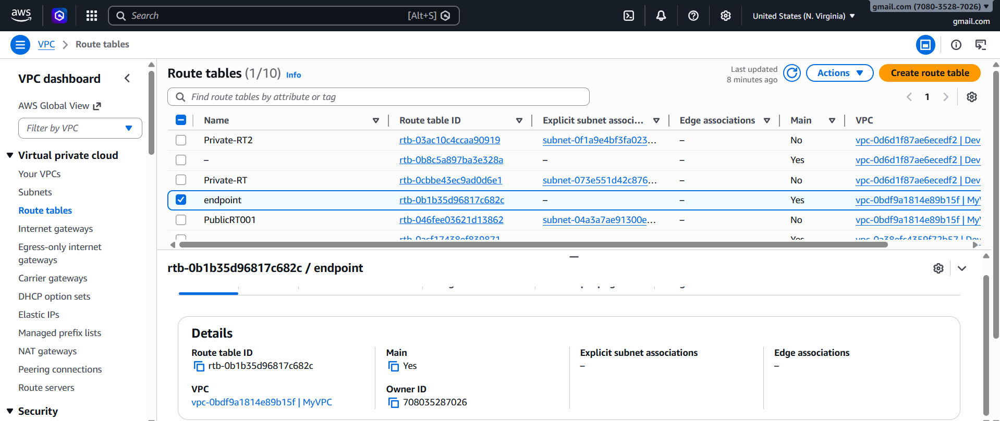 aws
Search [Alt+S]
United States (N. Virginia)
gmail.com (7080-3528-7026)
gmail.com
VPC
Route tables
VPC dashboard
AWS Global View
Filter by VPC
Virtual private cloud
Your VPCs
Subnets
Route tables
Internet gateways
Egress-only internet
gateways
Carrier gateways
DHCP option sets
Elastic IPs
Managed prefix lists
NAT gateways
Peering connections
Route servers
Security
Route tables (1/10) Info
Last updated
8 minutes ago
Actions
Create route table
Find route tables by attribute or tag
1
Name Route table ID Explicit subnet associ... Edge associations Main VPC
Private-RT2 rtb-03ac10c4ccaa90919 subnet-0f1a9e4bf3fa023... – No vpc-0d6d1f87ae6ecedf2 | Dev
– rtb-0b8c5a897ba3e328a – – Yes vpc-0d6d1f87ae6ecedf2 | Dev
Private-RT rtb-0cbbe43ec9ad0d6e1 subnet-073e551d42c876... – No vpc-0d6d1f87ae6ecedf2 | Dev
endpoint rtb-0b1b35d96817c682c – – Yes vpc-0bdf9a1814e89b15f | My
PublicRT001 rtb-046fee03621d13862 subnet-04a3a7ae91300e... – No vpc-0bdf9a1814e89b15f | My
rtb-0b1b35d96817c682c / endpoint
Details
Route table ID
rtb-0b1b35d96817c682c
Main
Yes
Explicit subnet associations
–
Edge associations
–
VPC
vpc-0bdf9a1814e89b15f | MyVPC
Owner ID
708035287026